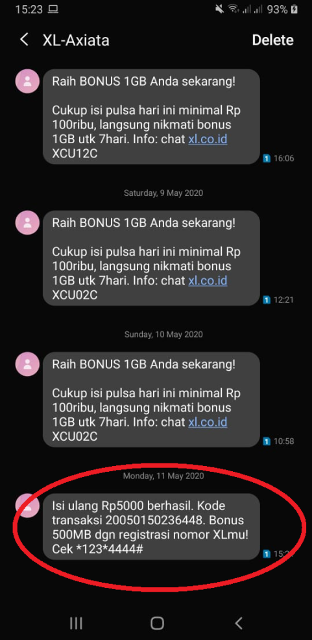 15:23 93%
XL-Axiata Delete
Raih BONUS 1GB Anda sekarang!
Cukup isi pulsa hari ini minimal Rp
100ribu, langsung nikmati bonus
1GB utk 7hari. Info: chat xl.co.id
XCU12C
1 16:06
Saturday, 9 May 2020
Raih BONUS 1GB Anda sekarang!
Cukup isi pulsa hari ini minimal Rp
100ribu, langsung nikmati bonus
1GB utk 7hari. Info: chat xl.co.id
XCU02C
1 12:21
Sunday, 10 May 2020
Raih BONUS 1GB Anda sekarang!
Cukup isi pulsa hari ini minimal Rp
100ribu, langsung nikmati bonus
1GB utk 7hari. Info: chat xl.co.id
XCU02C
1 10:58
Monday, 11 May 2020
Isi ulang Rp5000 berhasil. Kode
transaksi 20050150236448. Bonus
500MB dgn registrasi nomor XLmu!
Cek *123*4444#
1